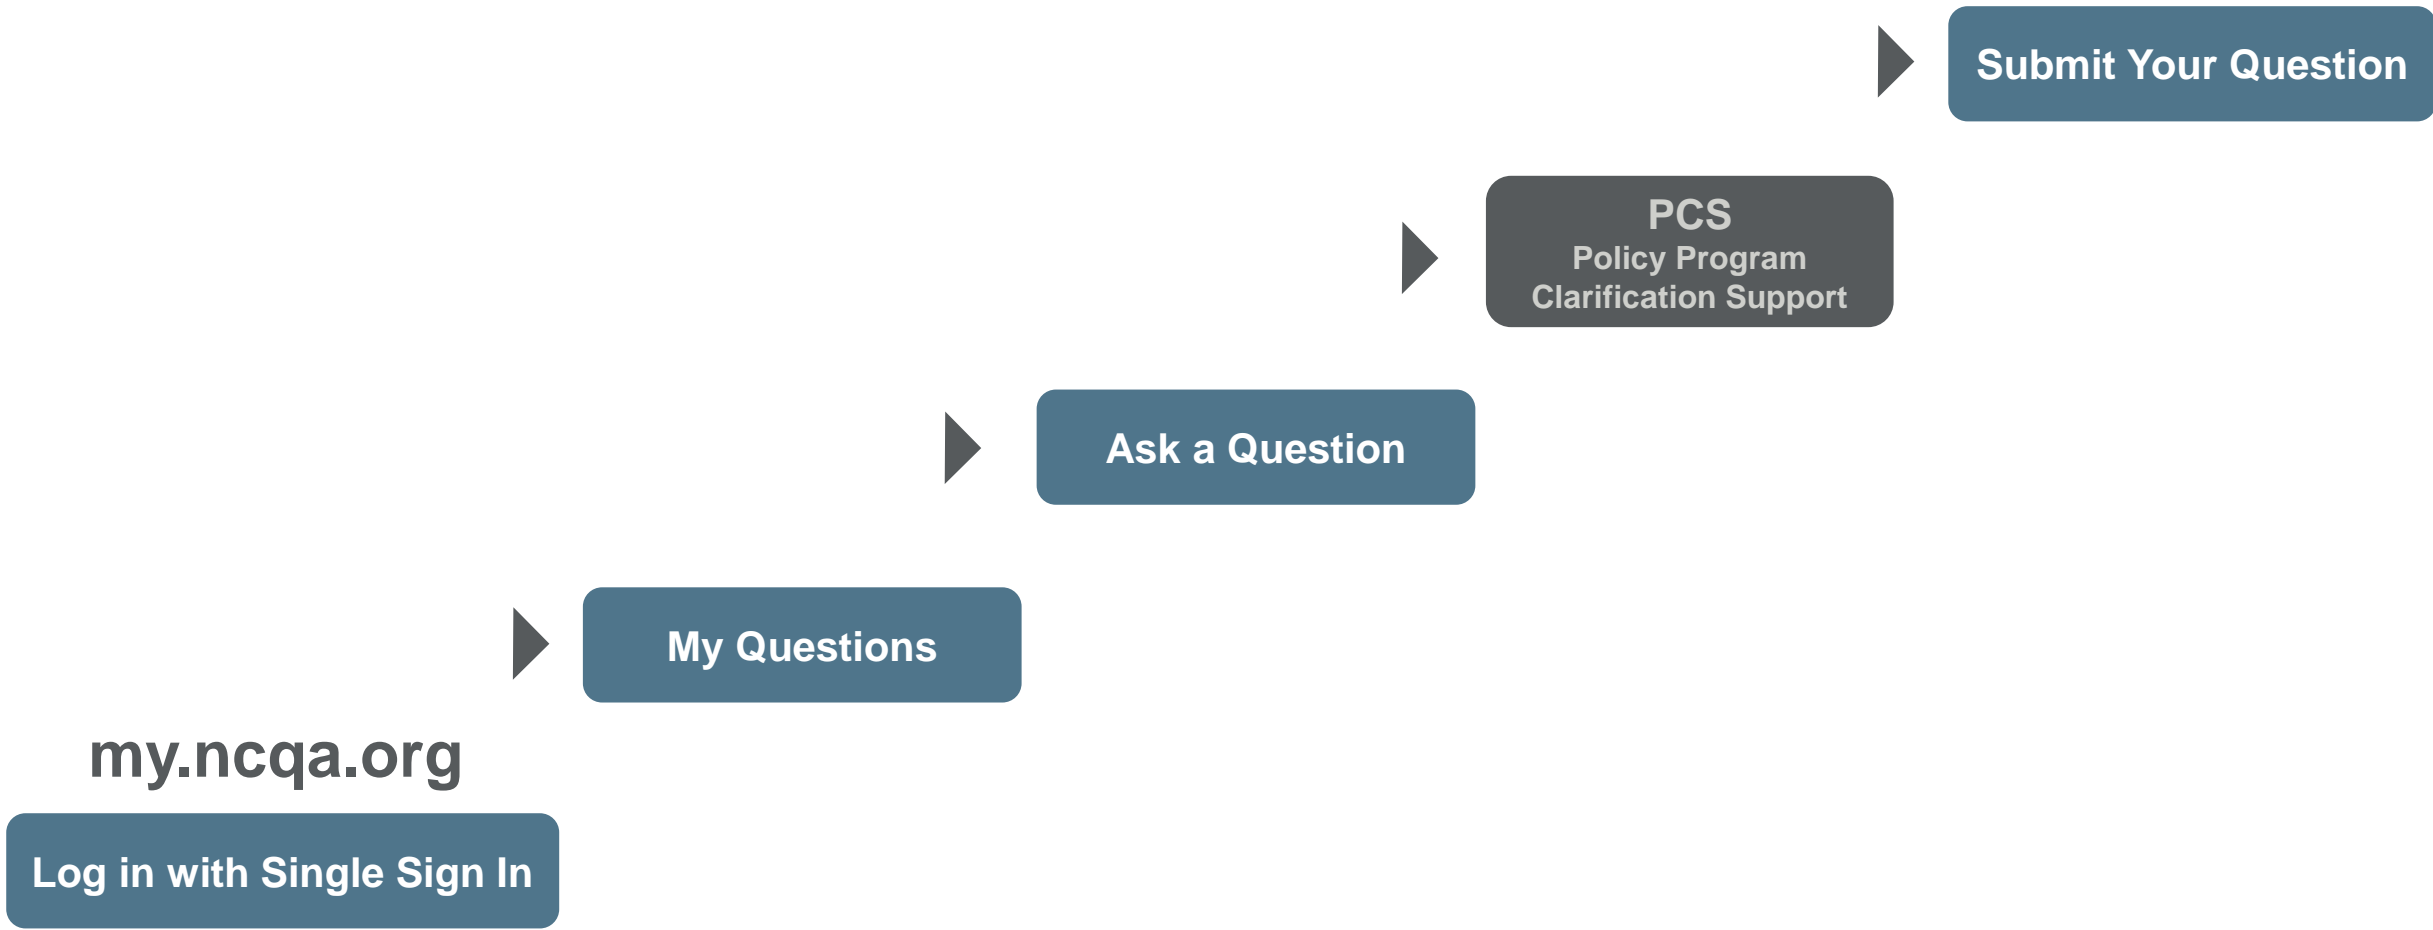 Submit Your Question
PCS
Policy Program
Clarification Support
Ask a Question
My Questions
my.ncqa.org
Log in with Single Sign In